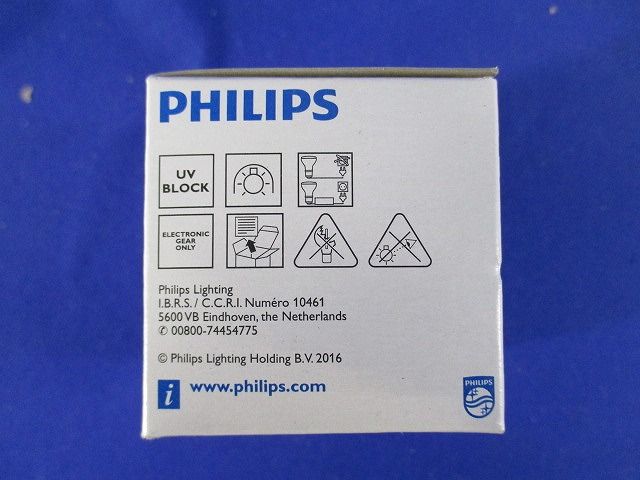 PHILIPS
UV
BLOCK
ELECTRONIC
GEAR
ONLY
Philips Lighting
I.B.R.S / C.C.R.I. Numéro 10461
5600 VB Eindhoven, the Netherlands
✆ 00800-74454775
© Philips Lighting Holding B.V. 2016
i www.philips.com
PHILIPS